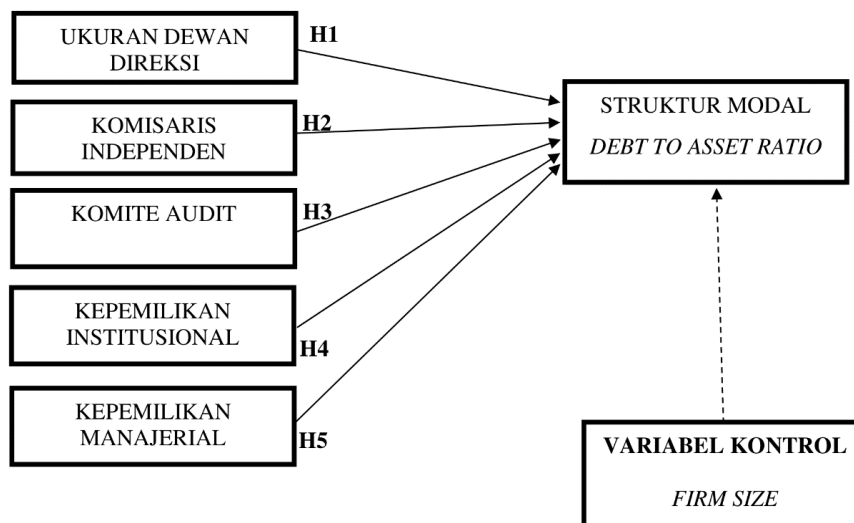 UKURAN DEWAN
DIREKSI
H1
KOMISARIS
INDEPENDEN
H2
KOMITE AUDIT
H3
KEPEMILIKAN
INSTITUSIONAL
H4
KEPEMILIKAN
MANAJERIAL
H5
STRUKTUR MODAL
DEBT TO ASSET RATIO
VARIABEL KONTROL
FIRM SIZE